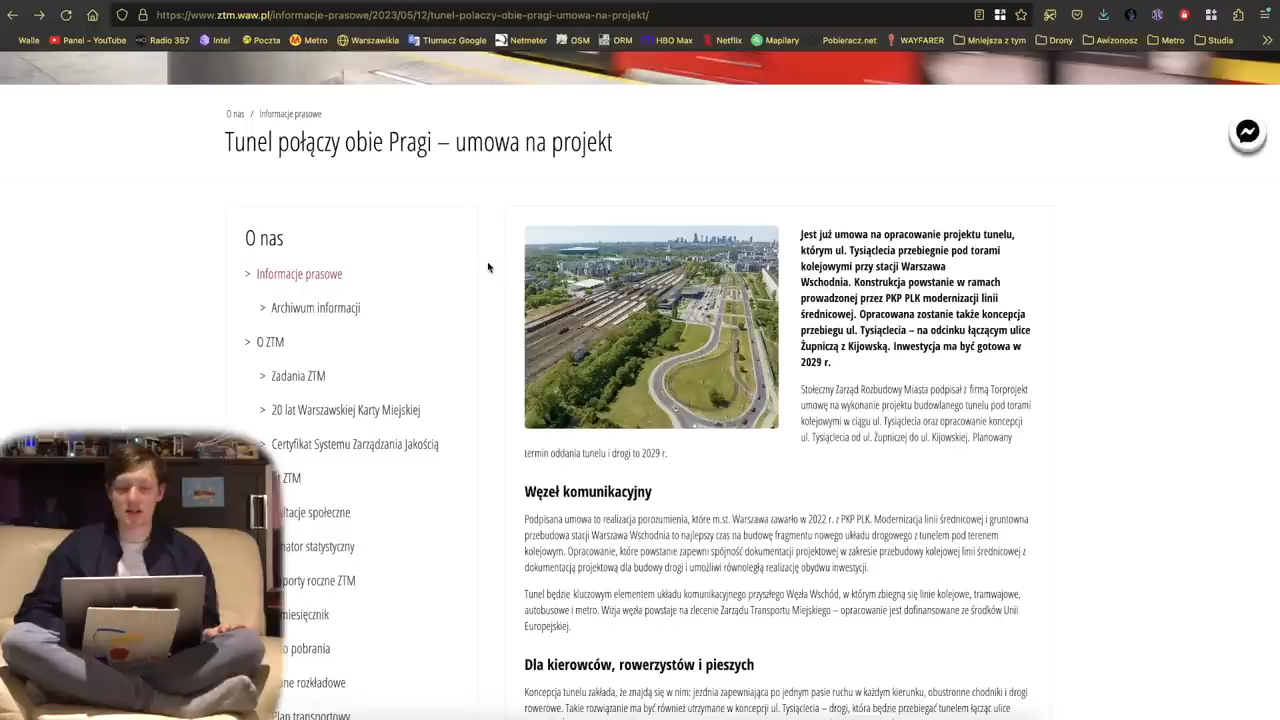 https://www.ztm.waw.pl/informacje-prasowe/2023/05/12/tunel-polaczy-obie-pragi-umowa-na-projekt/
Walle Panel - YouTube Radio 357 Intel Poczta Metro Warszawikia Tłumacz Google Netmeter OSM ORM HBO Max Netflix Mapilary Pobieracz.net WAYFARER Mniejsza z tym Drony Awizonosz Metro Studia
O nas / Informacje prasowe
Tunel połączy obie Pragi – umowa na projekt
O nas
> Informacje prasowe
> Archiwum informacji
> O ZTM
> Zadania ZTM
> 20 lat Warszawskiej Karty Miejskiej
> Certyfikat Systemu Zarządzania Jakością
ZTM
ltacje społeczne
mator statystyczny
porty roczne ZTM
miesięcznik
o pobrania
ne rozkładowe
Plan transportowy
Jest już umowa na opracowanie projektu tunelu,
którym ul. Tysiąclecia przebiegnie pod torami
kolejowymi przy stacji Warszawa
Wschodnia. Konstrukcja powstanie w ramach
prowadzonej przez PKP PLK modernizacji linii
średnicowej. Opracowana zostanie także koncepcja
przebiegu ul. Tysiąclecia – na odcinku łączącym ulice
Żupniczą z Kijowską. Inwestycja ma być gotowa w
2029 r.
Stołeczny Zarząd Rozbudowy Miasta podpisał z firmą Torprojekt
umowę na wykonanie projektu budowlanego tunelu pod torami
kolejowymi w ciągu ul. Tysiąclecia oraz opracowanie koncepcji
ul. Tysiąclecia od ul. Żupniczej do ul. Kijowskiej. Planowany
termin oddania tunelu i drogi to 2029 r.
Węzeł komunikacyjny
Podpisana umowa to realizacja porozumienia, które m.st. Warszawa zawarło w 2022 r. z PKP PLK. Modernizacja linii średnicowej i gruntowna
przebudowa stacji Warszawa Wschodnia to najlepszy czas na budowę fragmentu nowego układu drogowego z tunelem pod terenem
kolejowym. Opracowanie, które powstanie zapewni spójność dokumentacji projektowej w zakresie przebudowy kolejowej linii średnicowej z
dokumentacją projektową dla budowy drogi i umożliwi równoległą realizację obydwu inwestycji.
Tunel będzie kluczowym elementem układu komunikacyjnego przyszłego Węzła Wschód, w którym zbiegną się linie kolejowe, tramwajowe,
autobusowe i metro. Wizja węzła powstaje na zlecenie Zarządu Transportu Miejskiego – opracowanie jest dofinansowane ze środków Unii
Europejskiej.
Dla kierowców, rowerzystów i pieszych
Koncepcja tunelu zakłada, że znajdą się w nim: jezdnia zapewniająca po jednym pasie ruchu w każdym kierunku, obustronne chodniki i drogi
rowerowe. Takie rozwiązanie ma być również utrzymane w koncepcji ul. Tysiąclecia – drogi, która będzie przebiegać tunelem łącząc ulice